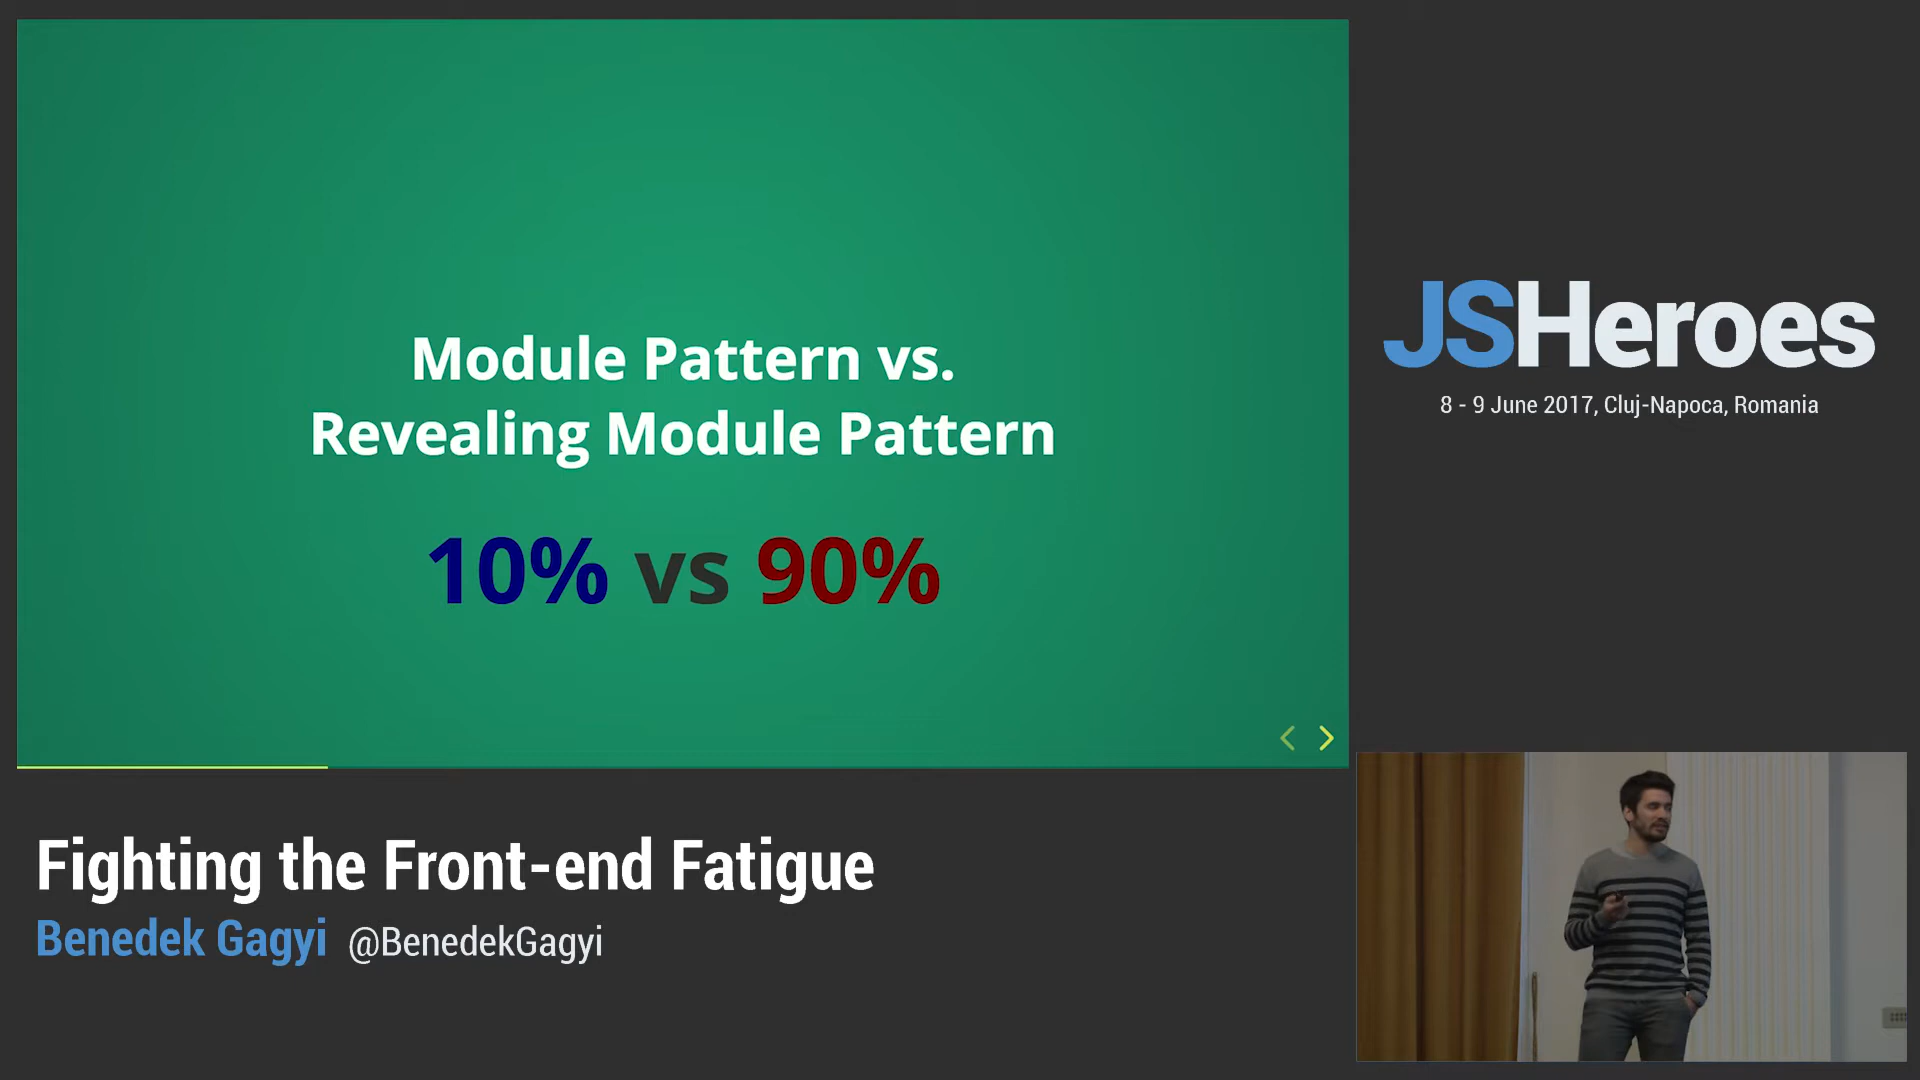 Module Pattern vs.
Revealing Module Pattern
10% vs 90%
JSHeroes
8 - 9 June 2017, Cluj-Napoca, Romania
Fighting the Front-end Fatigue
Benedek Gagyi @BenedekGagyi